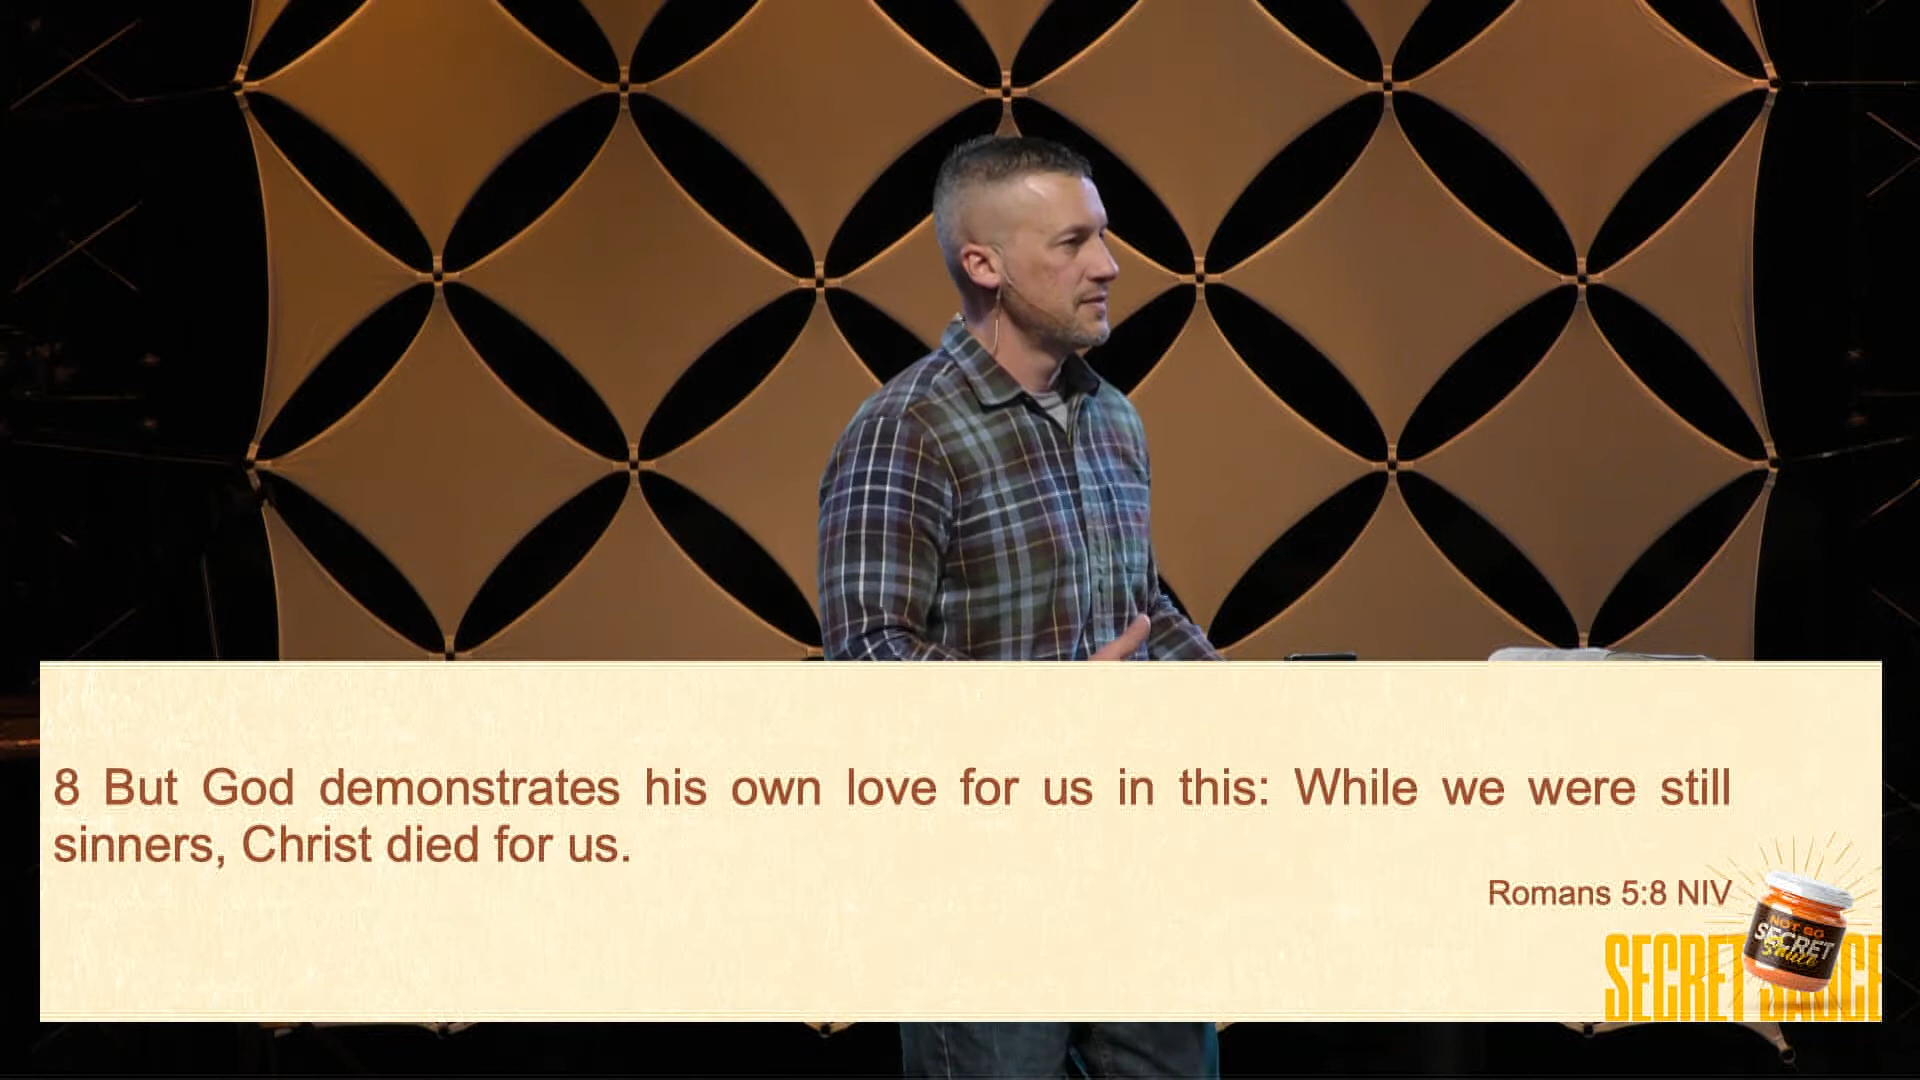 8 But God demonstrates his own love for us in this: While we were still
sinners, Christ died for us.
Romans 5:8 NIV
NOT SO
SECRET
Sauce
SECRET SAUCE